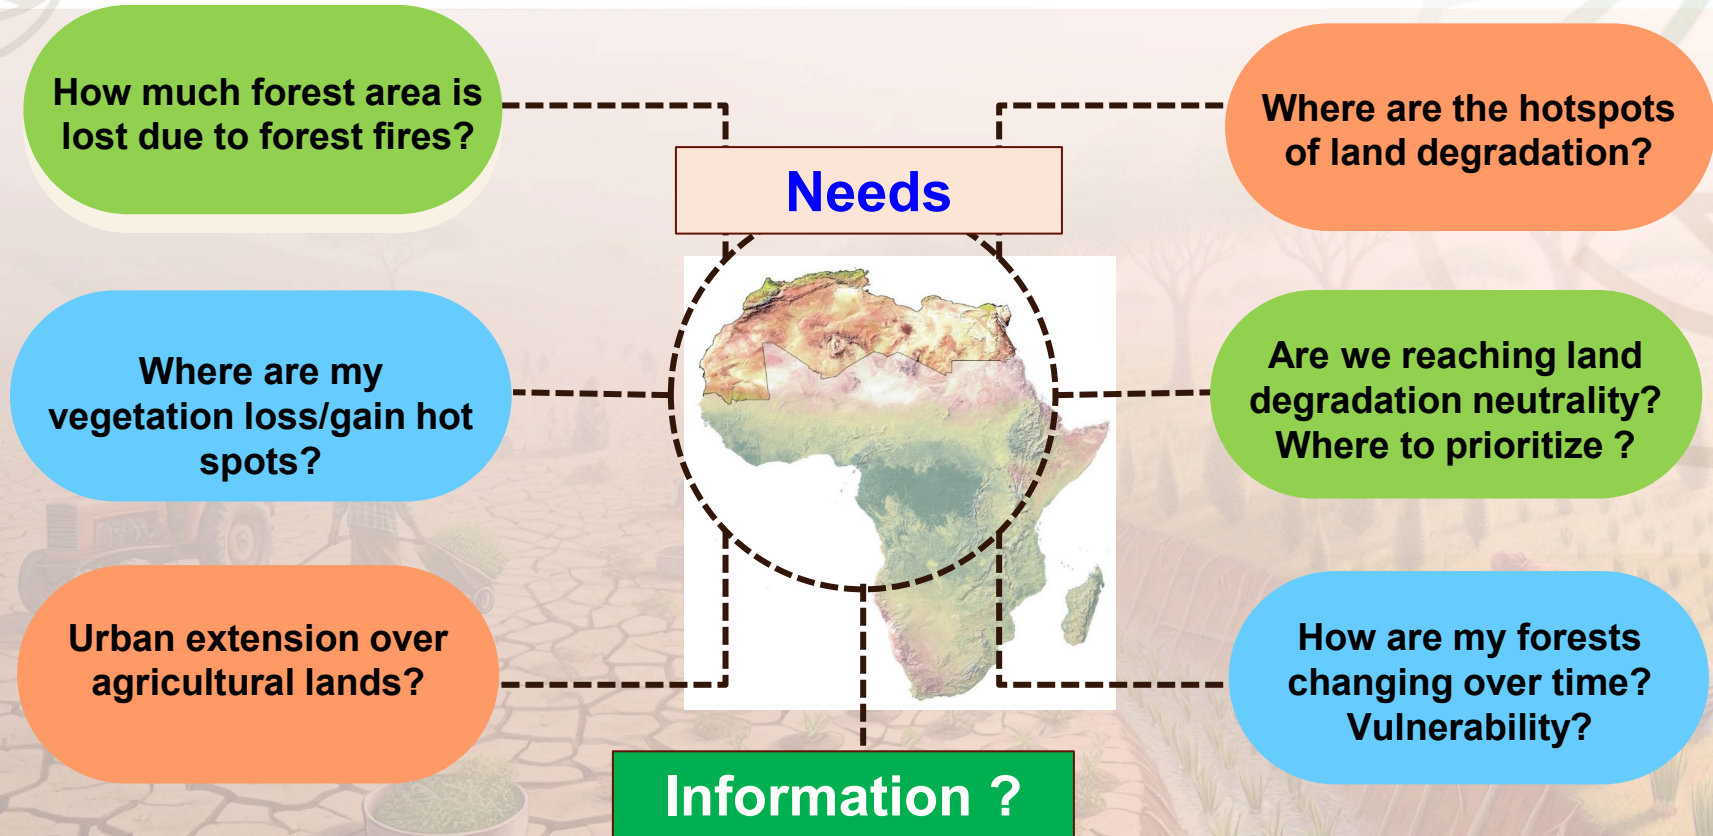 How much forest area is
lost due to forest fires?
Where are the hotspots
of land degradation?
Needs
Where are my
vegetation loss/gain hot
spots?
Are we reaching land
degradation neutrality?
Where to prioritize ?
Urban extension over
agricultural lands?
How are my forests
changing over time?
Vulnerability?
Information ?